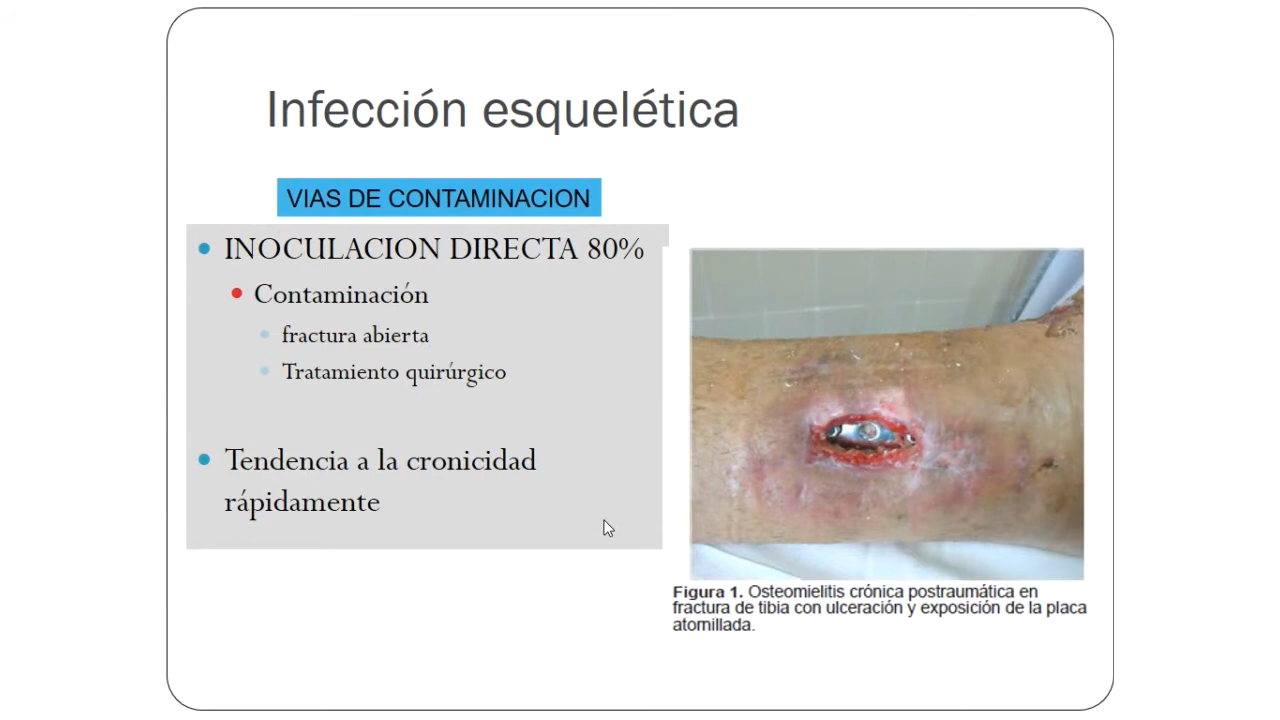 Infección esquelética
VIAS DE CONTAMINACION
INOCULACION DIRECTA 80%
Contaminación
fractura abierta
Tratamiento quirúrgico
Tendencia a la cronicidad
rápidamente
Figura 1. Osteomielitis crónica postraumática en
fractura de tibia con ulceración y exposición de la placa
atornillada.